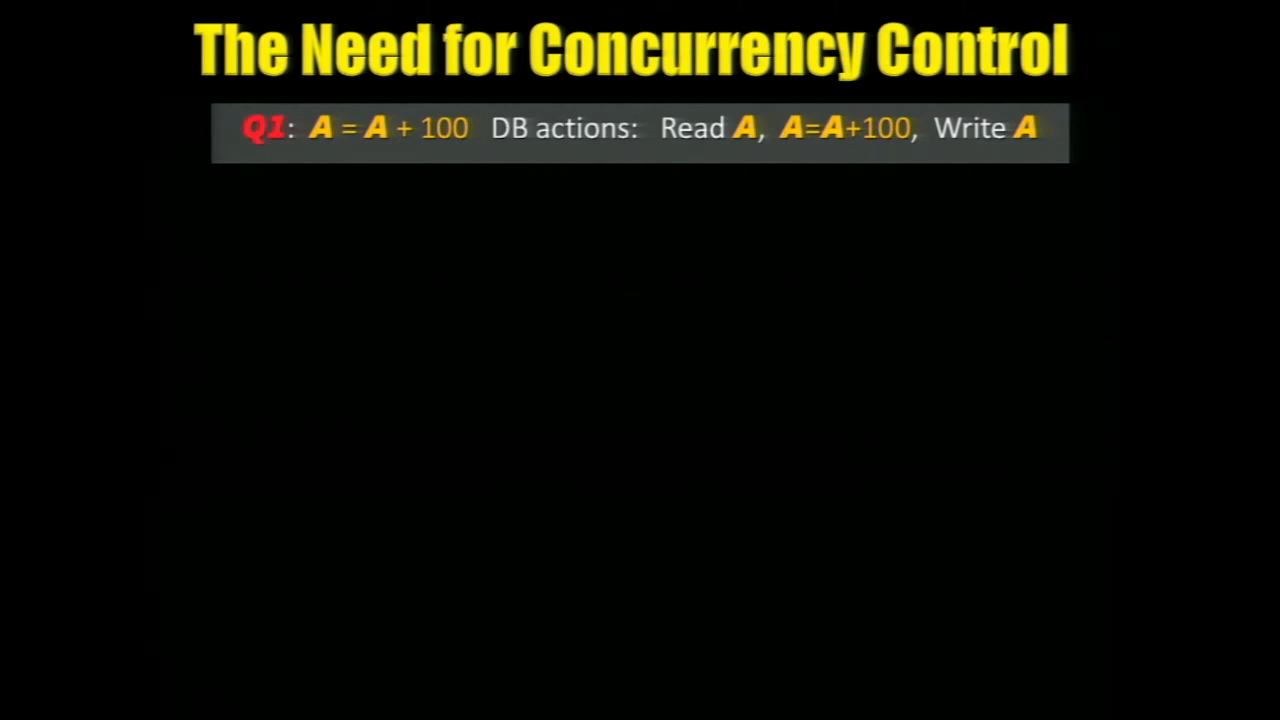 The Need for Concurrency Control
Q1: A = A + 100 DB actions: Read A, A=A+100, Write A